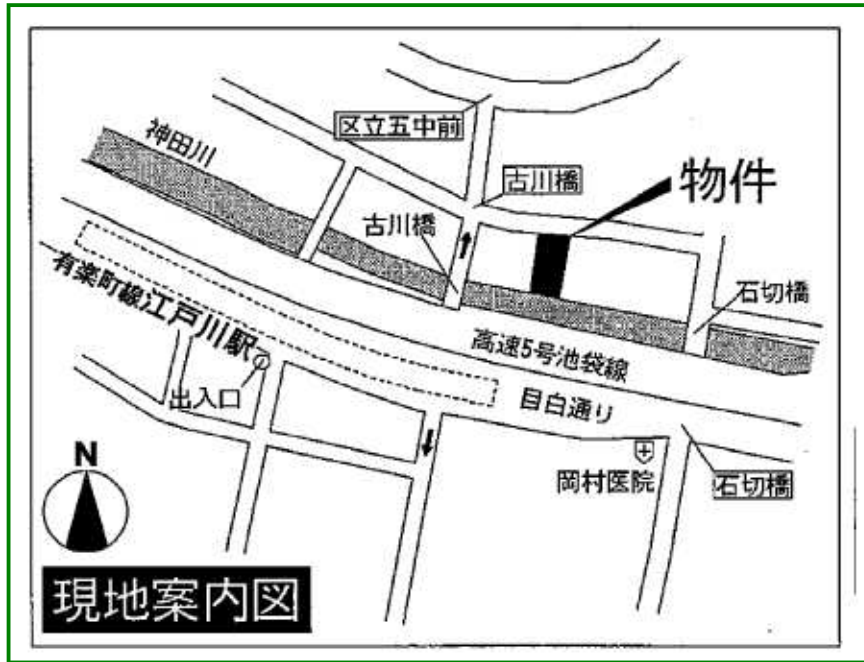 区立五中前
神田川
古川橋
物件
古川橋
石切橋
有楽町線江戸川駅
高速5号池袋線
出入口
目白通り
岡村医院
石切橋
N
現地案内図